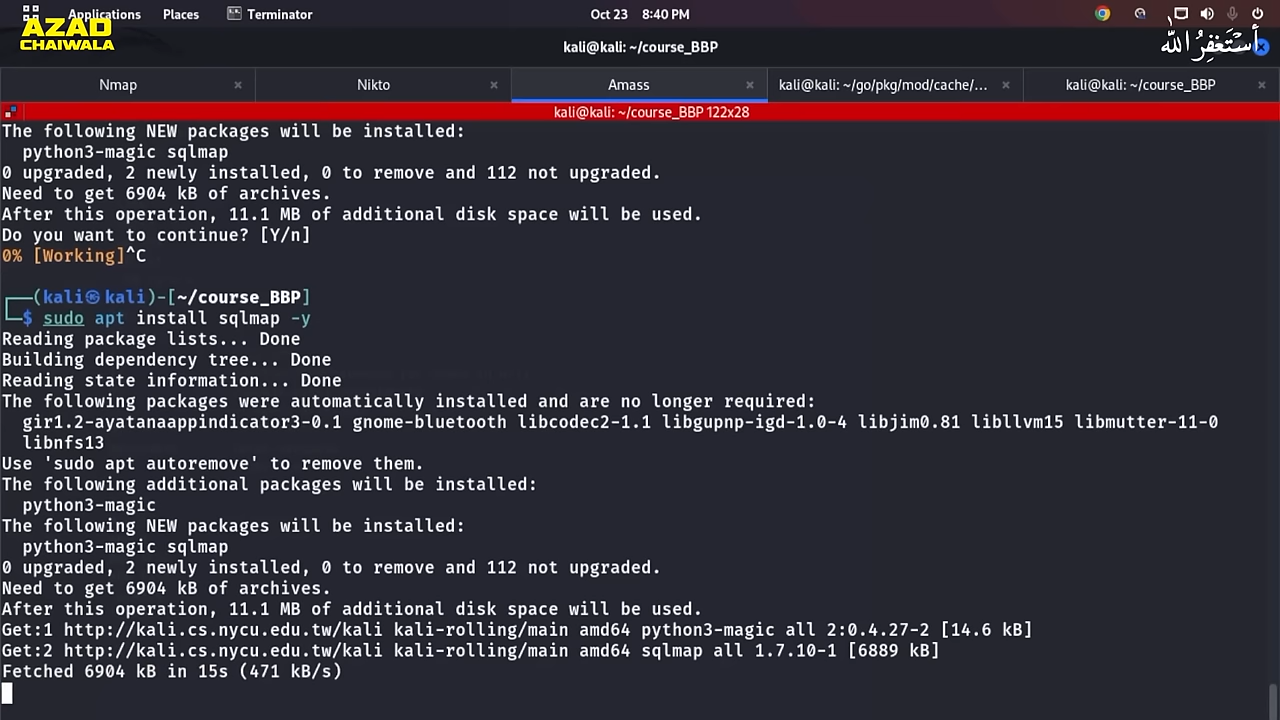 Applications Places Terminator Oct 23 8:40 PM
AZAD
CHAIWALA
kali@kali: ~/course_BBP
أَسْتَغْفِرُ اللّٰه
Nmap × Nikto × Amass × kali@kali: ~/go/pkg/mod/cache/... × kali@kali: ~/course_BBP ×
kali@kali: ~/course_BBP 122x28
The following NEW packages will be installed:
python3-magic sqlmap
0 upgraded, 2 newly installed, 0 to remove and 112 not upgraded.
Need to get 6904 kB of archives.
After this operation, 11.1 MB of additional disk space will be used.
Do you want to continue? [Y/n]
0% [Working]^C
┌──(kali㉿kali)-[~/course_BBP]
└─$ sudo apt install sqlmap -y
Reading package lists... Done
Building dependency tree... Done
Reading state information... Done
The following packages were automatically installed and are no longer required:
gir1.2-ayatanaappindicator3-0.1 gnome-bluetooth libcodec2-1.1 libgupnp-igd-1.0-4 libjim0.81 libllvm15 libmutter-11-0
libnfs13
Use 'sudo apt autoremove' to remove them.
The following additional packages will be installed:
python3-magic
The following NEW packages will be installed:
python3-magic sqlmap
0 upgraded, 2 newly installed, 0 to remove and 112 not upgraded.
Need to get 6904 kB of archives.
After this operation, 11.1 MB of additional disk space will be used.
Get:1 http://kali.cs.nycu.edu.tw/kali kali-rolling/main amd64 python3-magic all 2:0.4.27-2 [14.6 kB]
Get:2 http://kali.cs.nycu.edu.tw/kali kali-rolling/main amd64 sqlmap all 1.7.10-1 [6889 kB]
Fetched 6904 kB in 15s (471 kB/s)